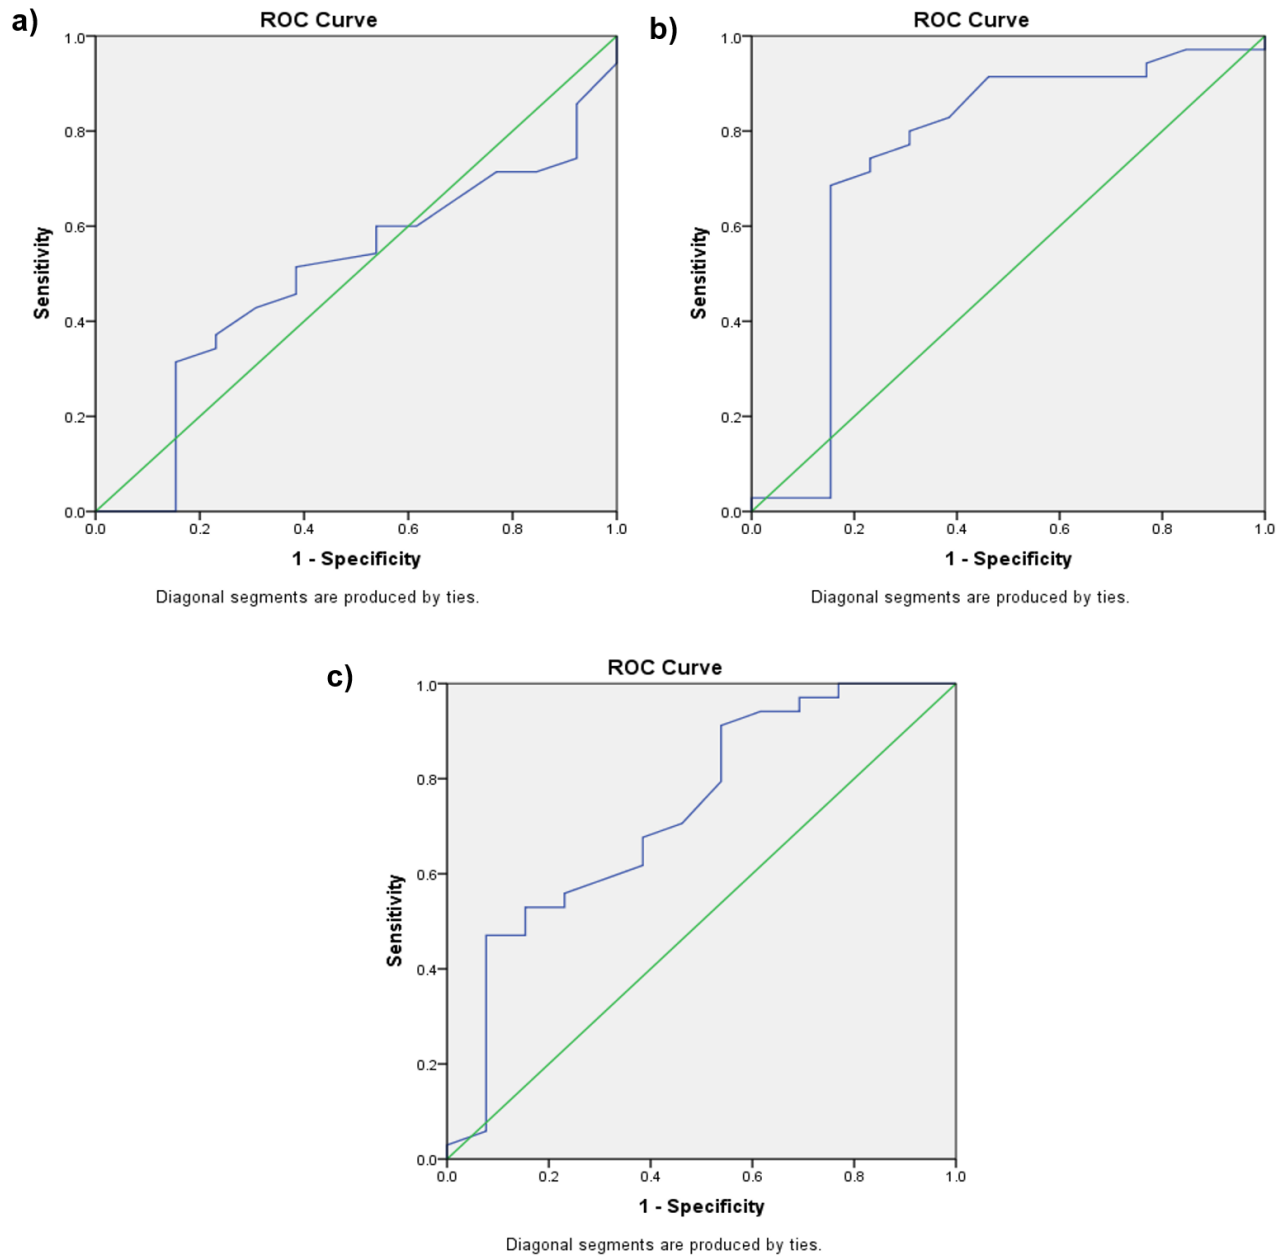 a)
ROC Curve
1.0
0.8
0.6
0.4
0.2
0.0
Sensitivity
0.0 0.2 0.4 0.6 0.8 1.0
1 - Specificity
Diagonal segments are produced by ties.
b)
ROC Curve
1.0
0.8
0.6
0.4
0.2
0.0
Sensitivity
0.0 0.2 0.4 0.6 0.8 1.0
1 - Specificity
Diagonal segments are produced by ties.
c)
ROC Curve
1.0
0.8
0.6
0.4
0.2
0.0
Sensitivity
0.0 0.2 0.4 0.6 0.8 1.0
1 - Specificity
Diagonal segments are produced by ties.